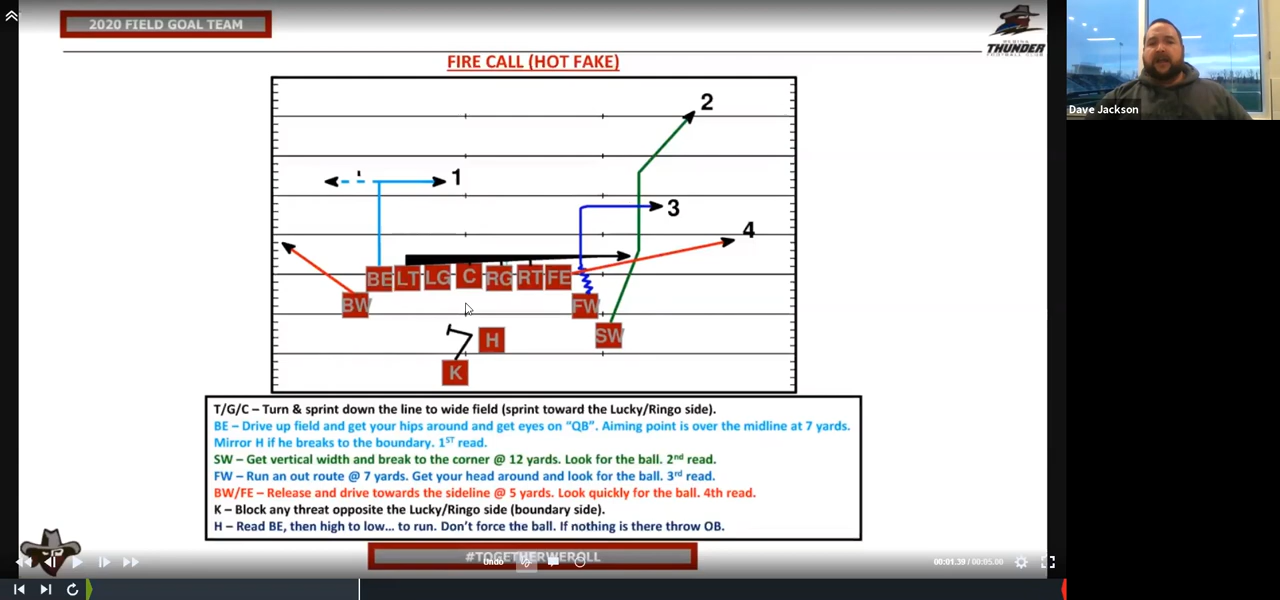 2020 FIELD GOAL TEAM
THUNDER
Dave Jackson
FIRE CALL (HOT FAKE)
2
1
3
4
BE LT LG C RG RT FE
BW
FW
H
SW
K
T/G/C – Turn & sprint down the line to wide field (sprint toward the Lucky/Ringo side).
BE – Drive up field and get your hips around and get eyes on “QB”. Aiming point is over the midline at 7 yards.
Mirror H if he breaks to the boundary. 1ST read.
SW – Get vertical width and break to the corner @ 12 yards. Look for the ball. 2nd read.
FW – Run an out route @ 7 yards. Get your head around and look for the ball. 3rd read.
BW/FE – Release and drive towards the sideline @ 5 yards. Look quickly for the ball. 4th read.
K – Block any threat opposite the Lucky/Ringo side (boundary side).
H – Read BE, then high to low… to run. Don’t force the ball. If nothing is there throw OB.
#TOGETHERWEROLL
Undo
00:01.39 / 00:05.00